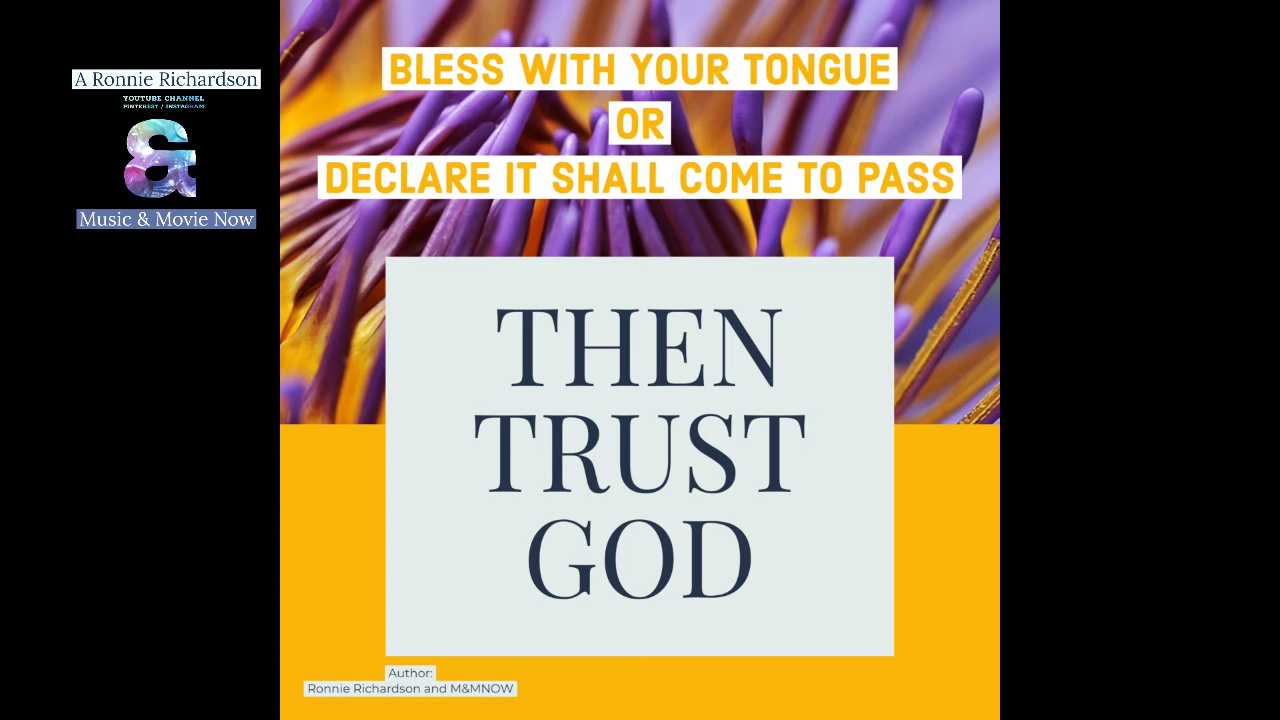 A Ronnie Richardson
YOUTUBE CHANNEL
PINTEREST / INSTAGRAM
&
Music & Movie Now
BLESS WITH YOUR TONGUE
OR
DECLARE IT SHALL COME TO PASS
THEN
TRUST
GOD
Author:
Ronnie Richardson and M&MNOW